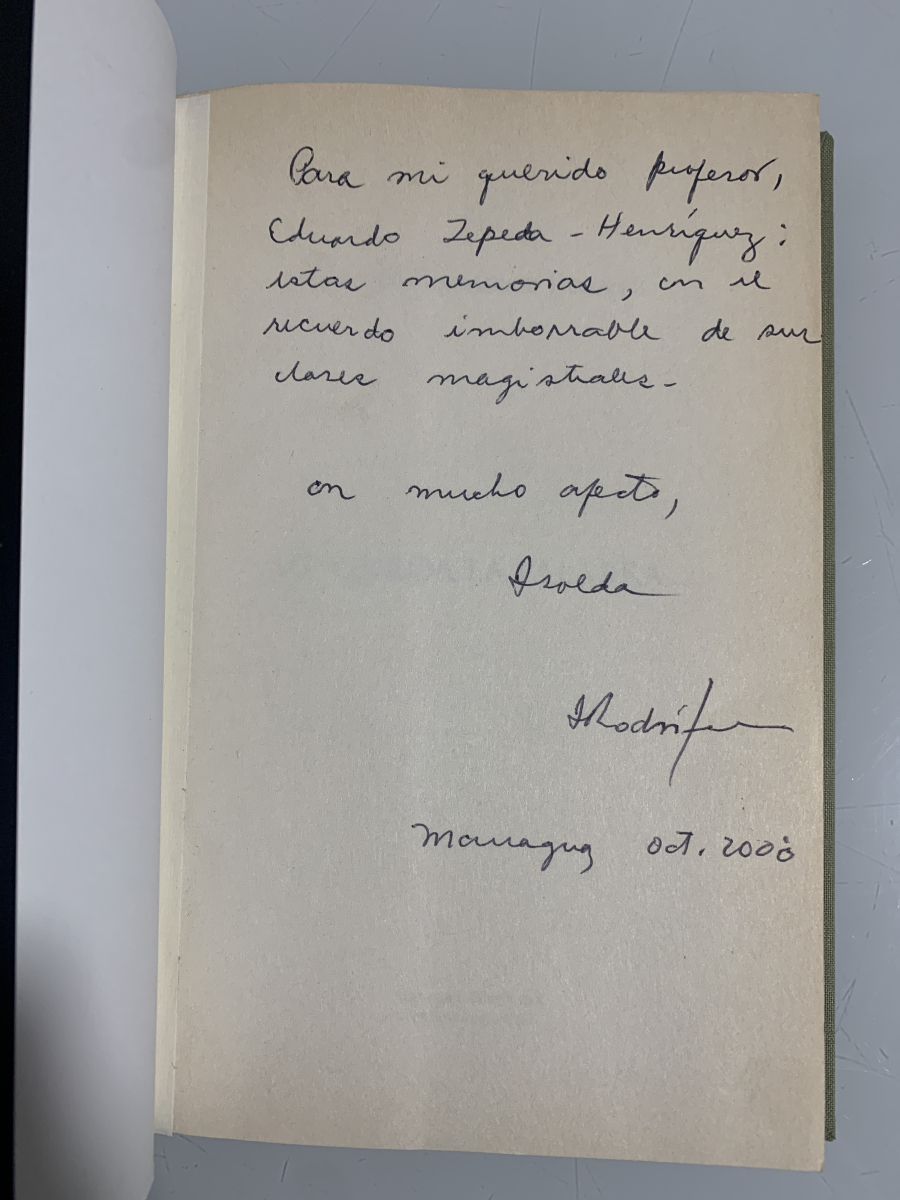 Para mi querido profesor,
Eduardo Zepeda - Henríquez:
estas memorias, con el
recuerdo imborrable de sus
clases magistrales -
con mucho afecto,
Isolda
IRodríguez
Managua oct. 2000